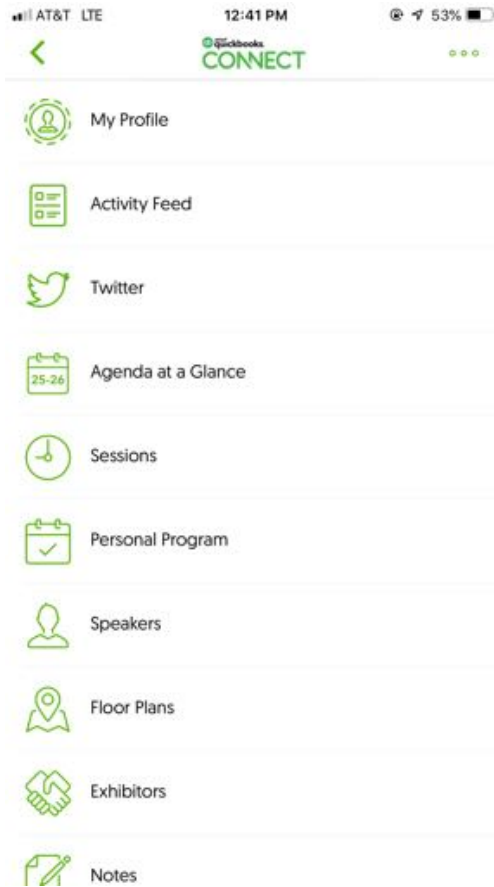 AT&T LTE 12:41 PM 53%
quickbooks.
CONNECT
My Profile
Activity Feed
Twitter
25-26
Agenda at a Glance
Sessions
Personal Program
Speakers
Floor Plans
Exhibitors
Notes